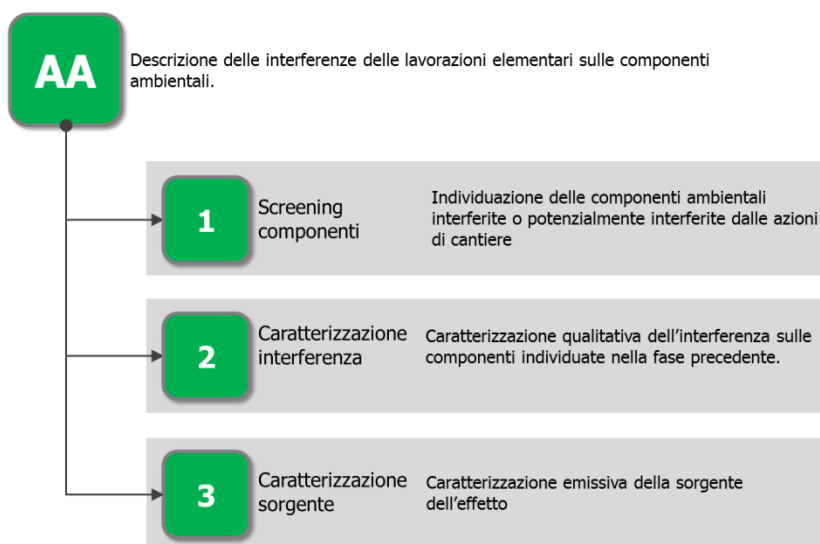 AA
Descrizione delle interferenze delle lavorazioni elementari sulle componenti
ambientali.
1
Screening
componenti
Individuazione delle componenti ambientali
interferite o potenzialmente interferite dalle azioni
di cantiere
2
Caratterizzazione
interferenza
Caratterizzazione qualitativa dell'interferenza sulle
componenti individuate nella fase precedente.
3
Caratterizzazione
sorgente
Caratterizzazione emissiva della sorgente
dell'effetto